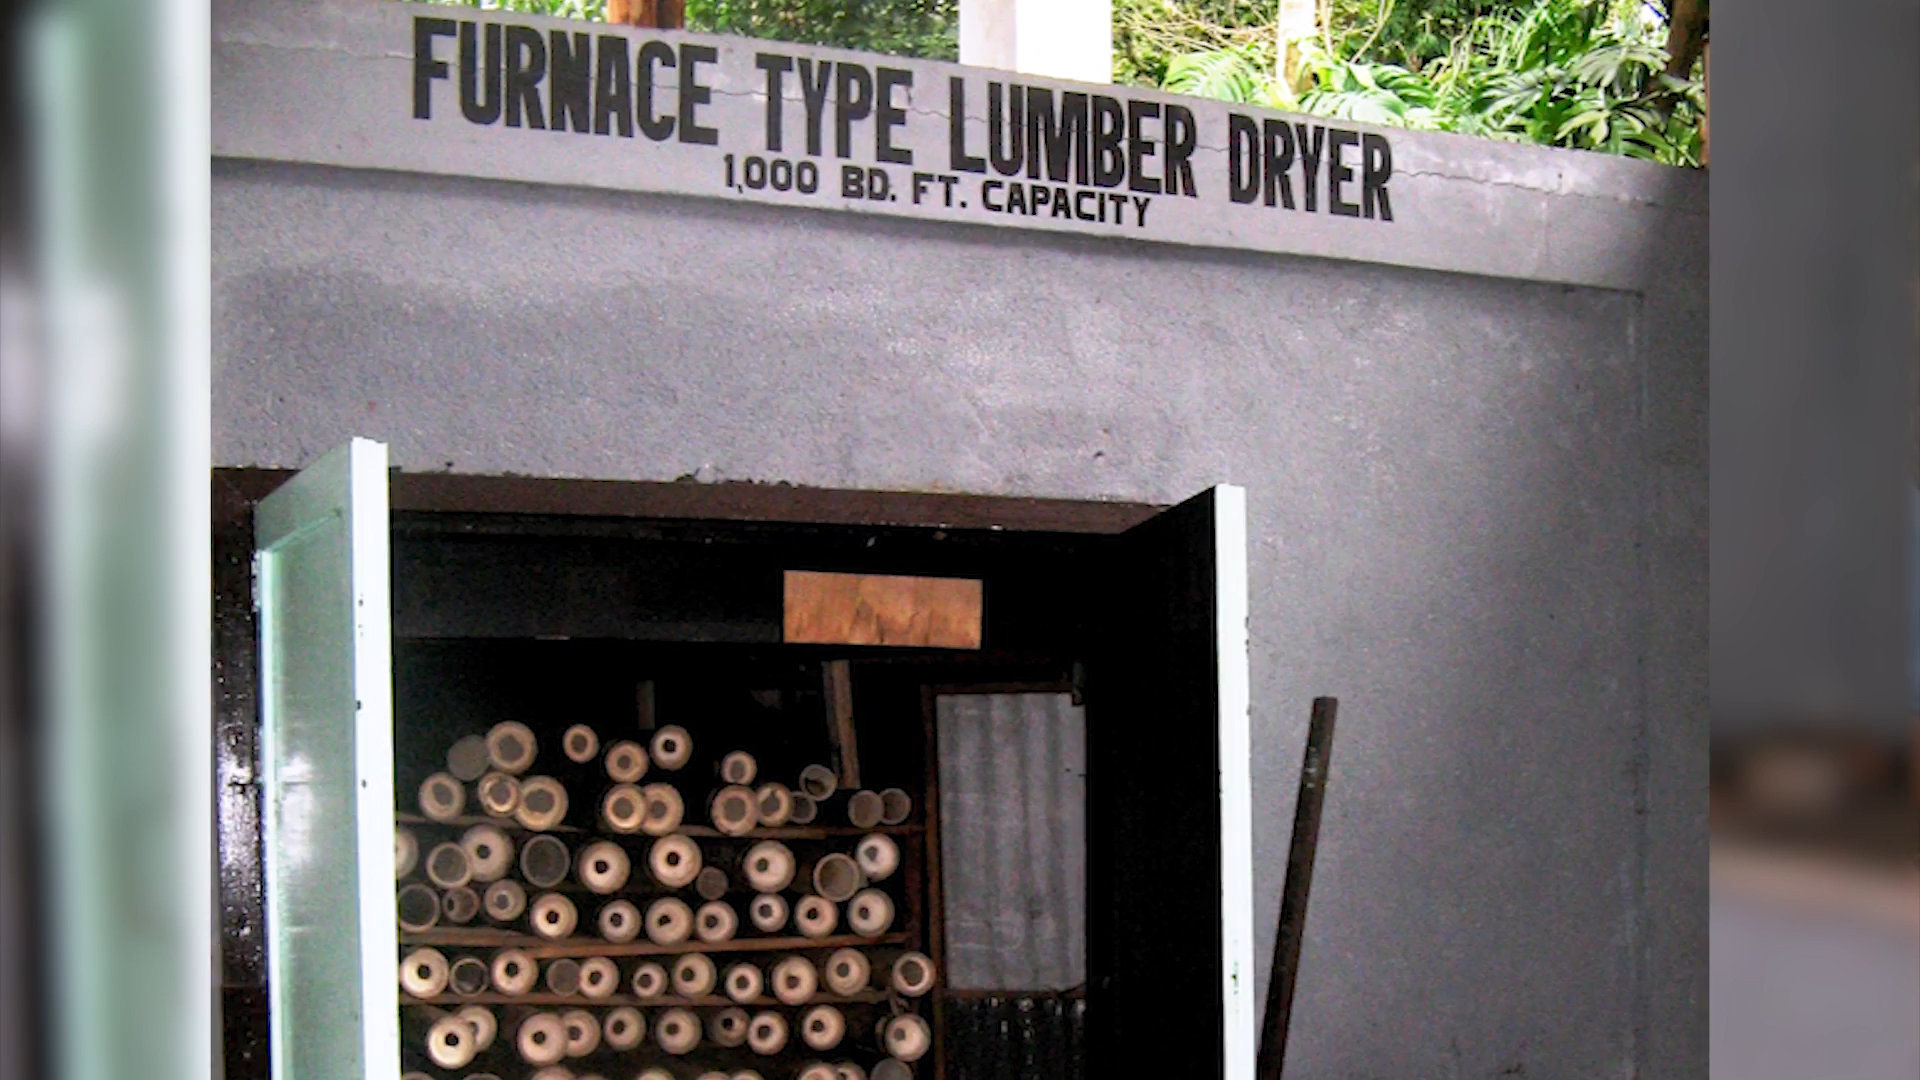 FURNACE TYPE LUMBER DRYER
1,000 BD. FT. CAPACITY